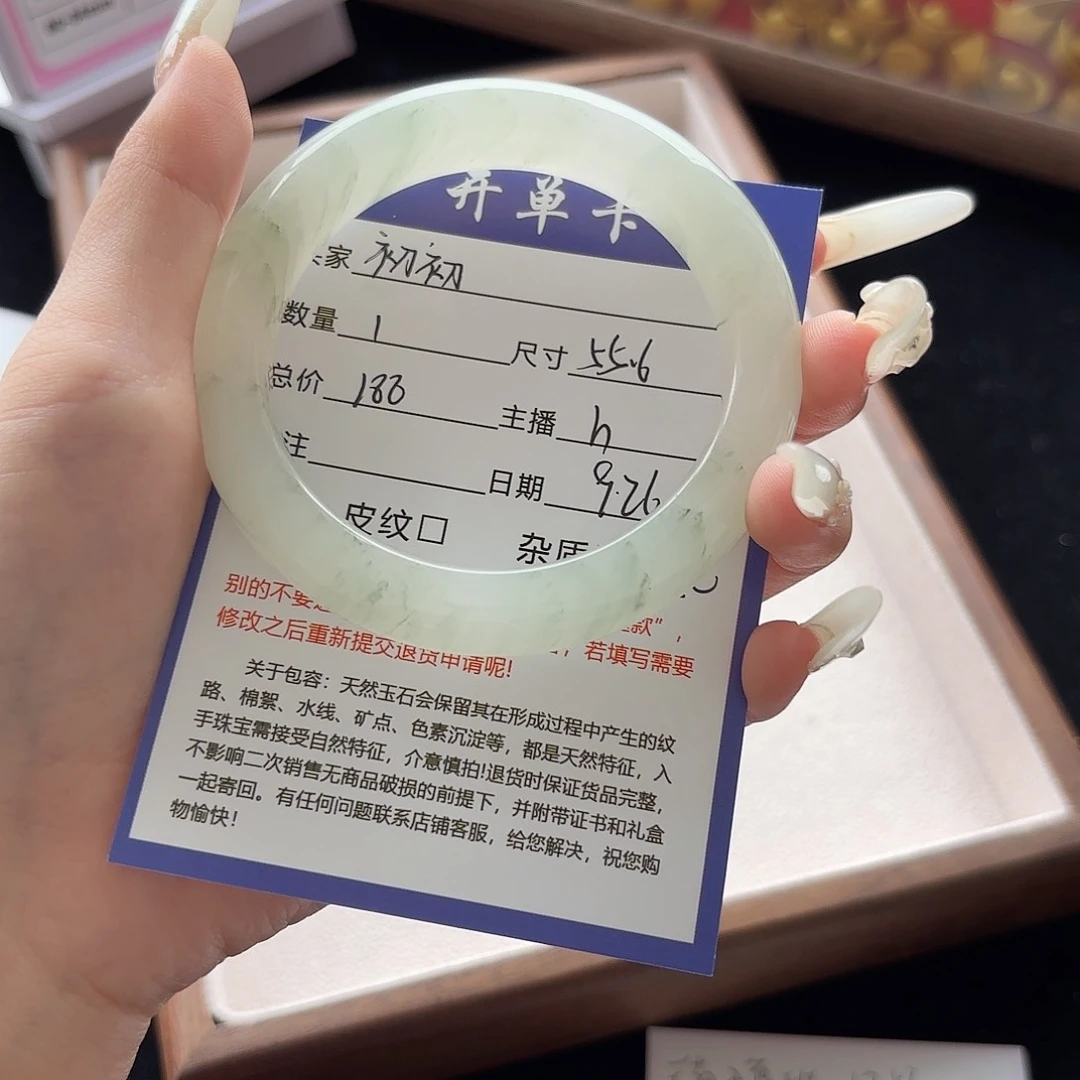 开单卡
家 初初
数量 1 尺寸 55.6
总价 188
主播 h
注 日期 9.26
皮纹口 杂质
别的不要
款”，
修改之后重新提交退货申请呢! 若填写需要
关于包容：天然玉石会保留其在形成过程中产生的纹
路、棉絮、水线、矿点、色素沉淀等，都是天然特征，入
手珠宝需接受自然特征，介意慎拍!退货时保证货品完整，
不影响二次销售无商品破损的前提下，并附带证书和礼盒
一起寄回。有任何问题联系店铺客服，给您解决，祝您购
物愉快！